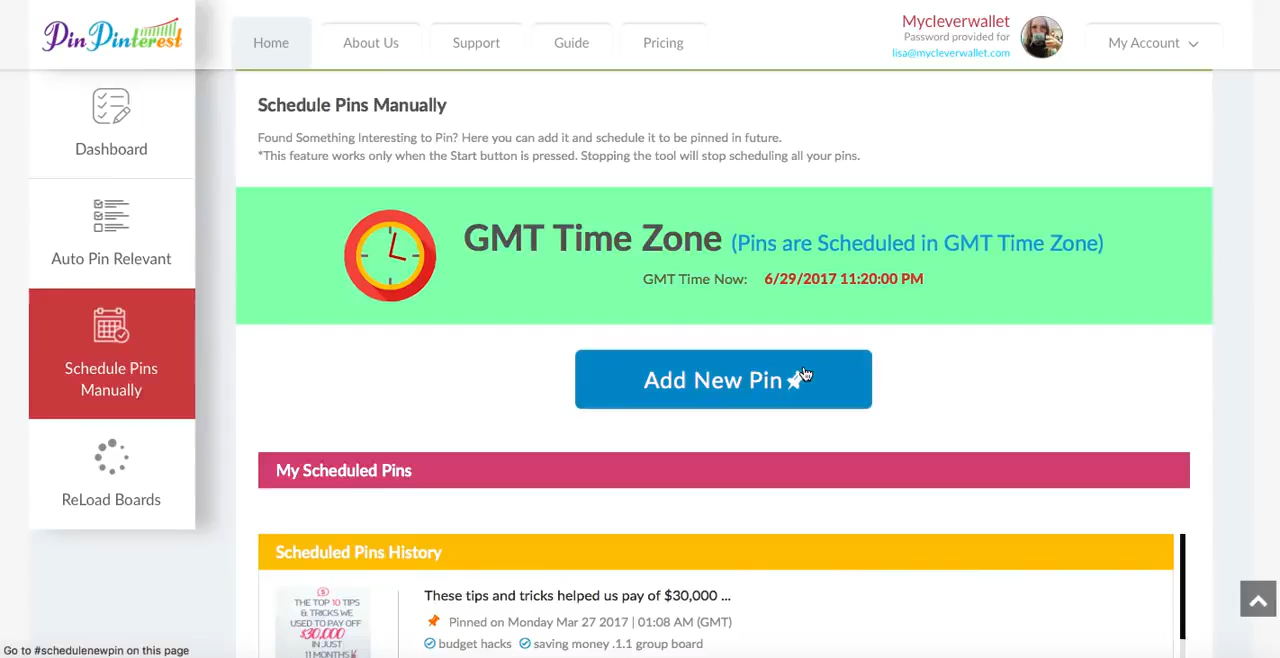 PinPinterest
Home
About Us
Support
Guide
Pricing
Mycleverwallet
Password provided for
lisa@mycleverwallet.com
My Account
Dashboard
Auto Pin Relevant
Schedule Pins
Manually
ReLoad Boards
Schedule Pins Manually
Found Something Interesting to Pin? Here you can add it and schedule it to be pinned in future.
*This feature works only when the Start button is pressed. Stopping the tool will stop scheduling all your pins.
GMT Time Zone (Pins are Scheduled in GMT Time Zone)
GMT Time Now: 6/29/2017 11:20:00 PM
Add New Pin
My Scheduled Pins
Scheduled Pins History
THE TOP 10 TIPS
& TRICKS WE
USED TO PAY OFF
$30,000
IN JUST
11 MONTHS
These tips and tricks helped us pay of $30,000 ...
Pinned on Monday Mar 27 2017 | 01:08 AM (GMT)
budget hacks saving money .1.1 group board
Go to #schedulenewpin on this page